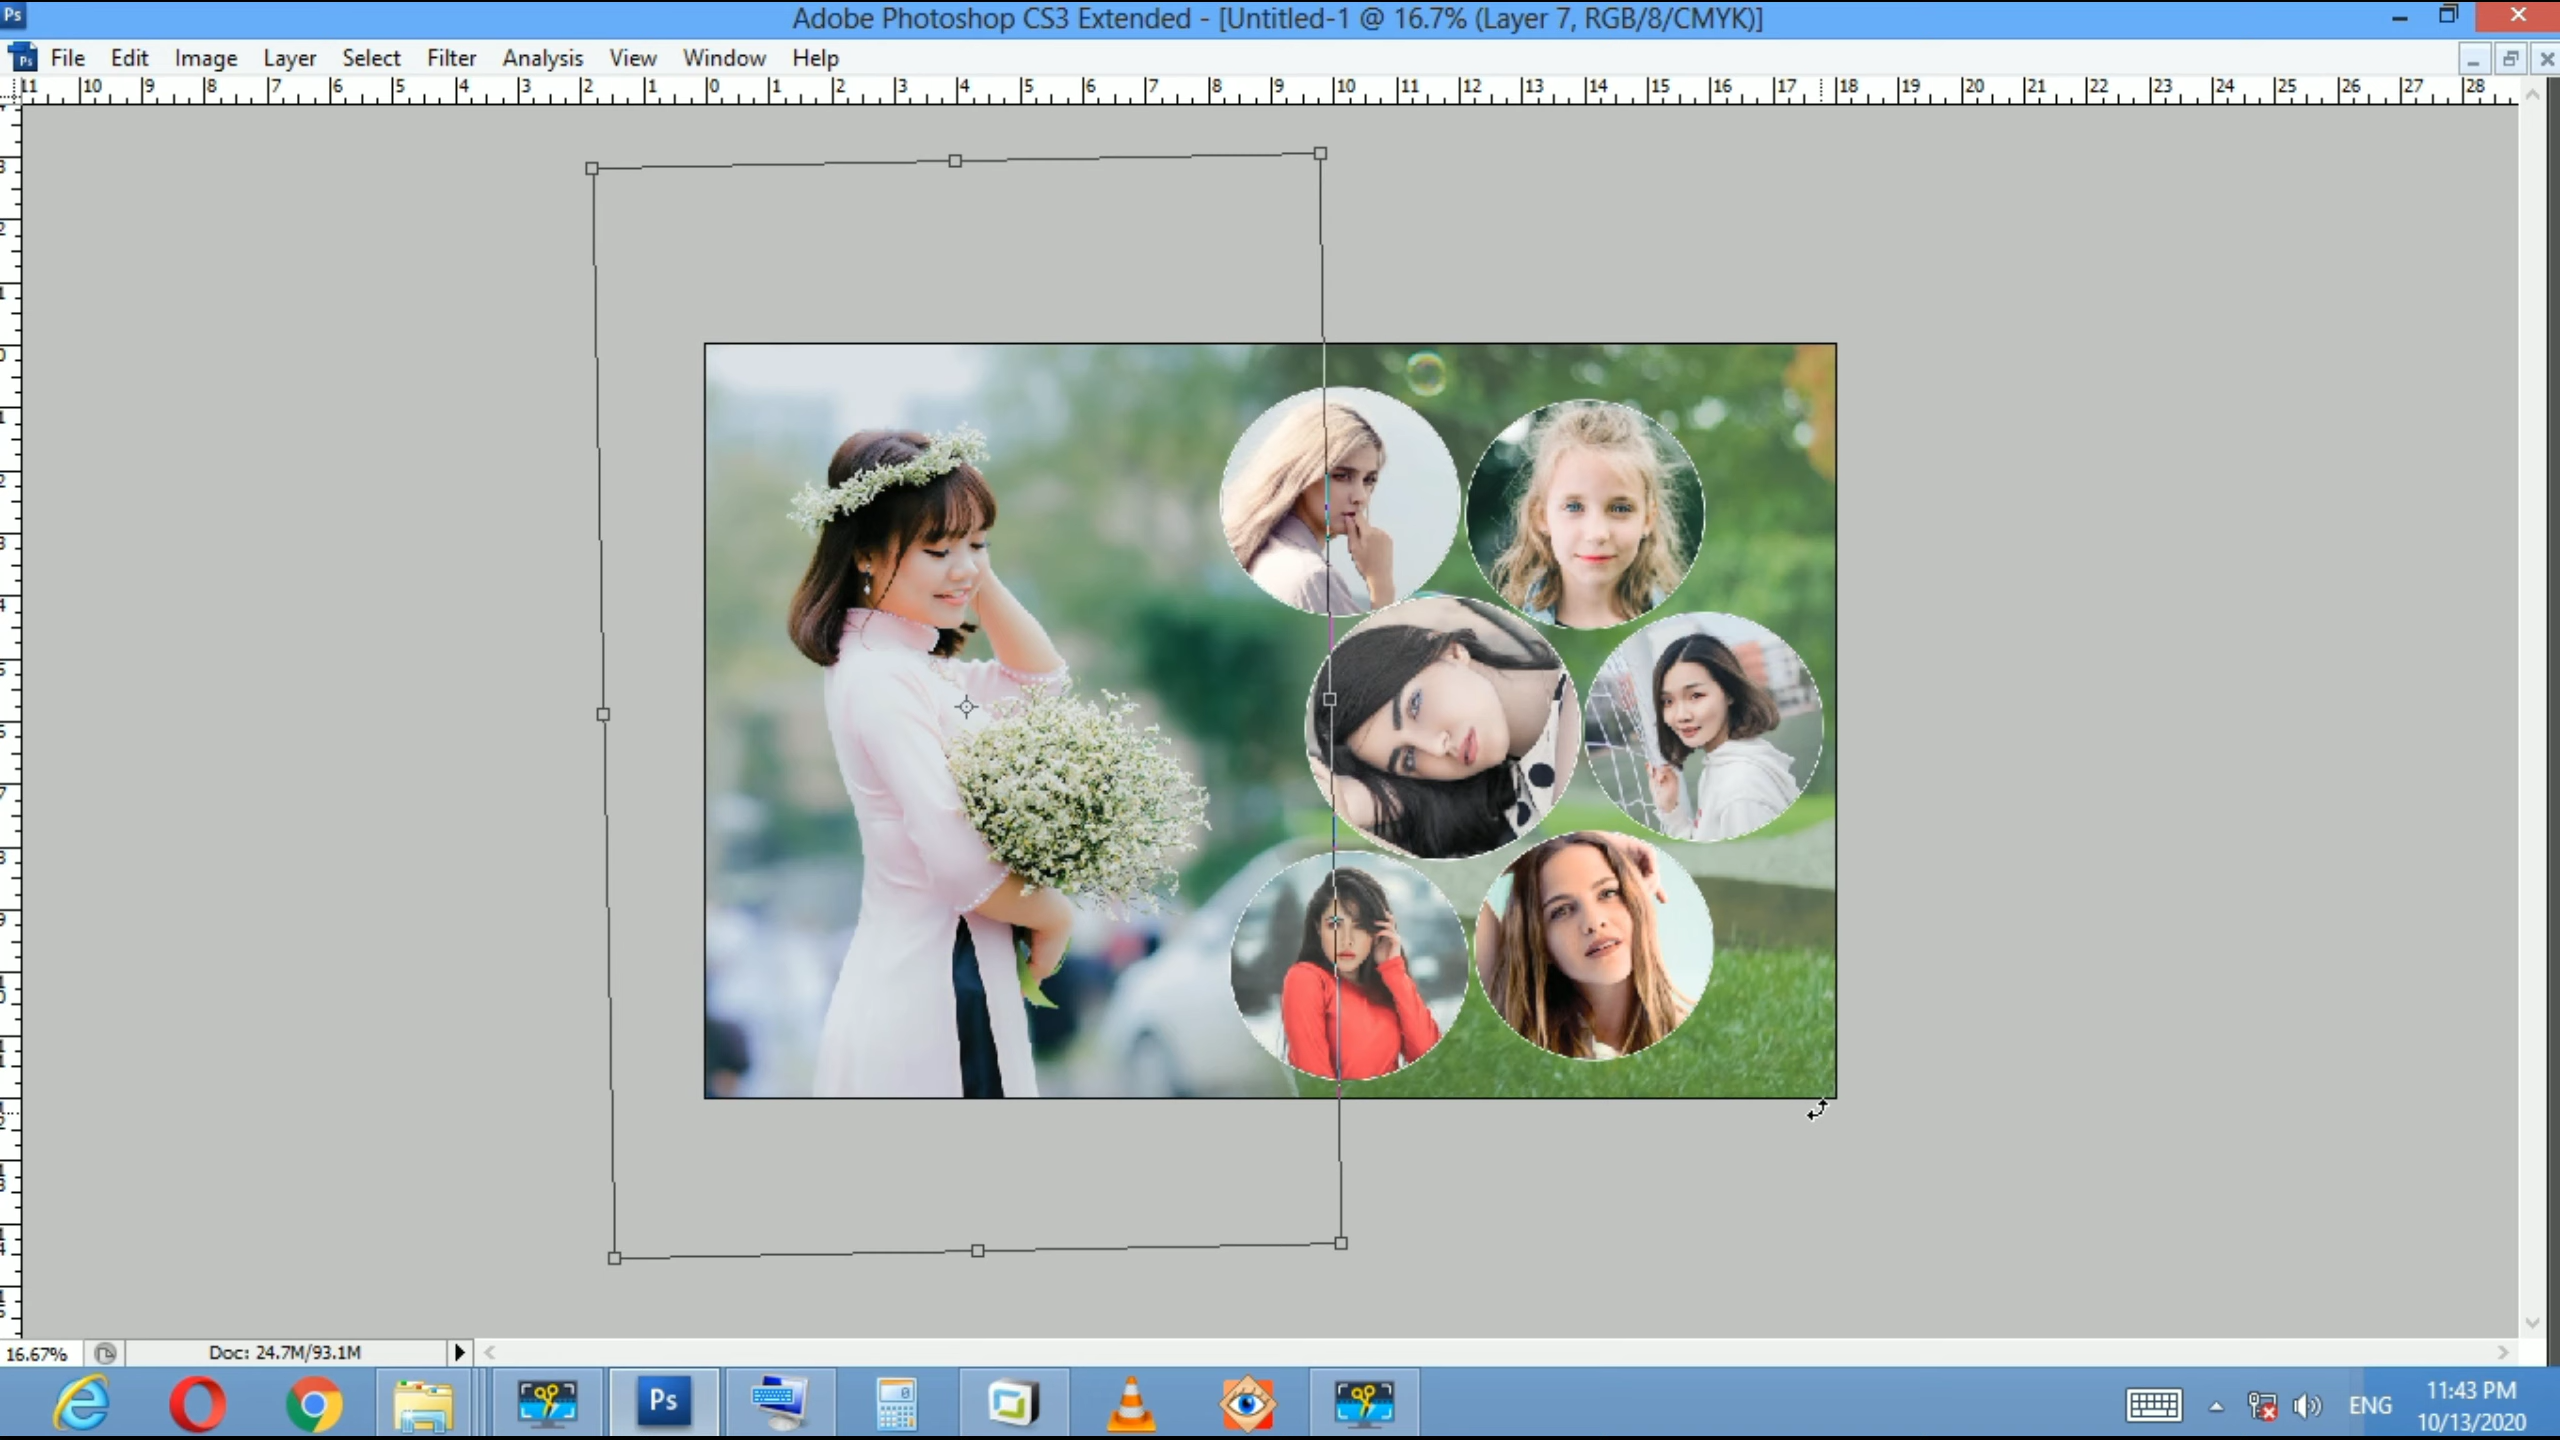 Ps Adobe Photoshop CS3 Extended - [Untitled-1 @ 16.7% (Layer 7, RGB/8/CMYK)]
Ps File Edit Image Layer Select Filter Analysis View Window Help
11 10 9 8 7 6 5 4 3 2 1 0 1 2 3 4 5 6 7 8 9 10 11 12 13 14 15 16 17 18 19 20 21 22 23 24 25 26 27 28
16.67% Doc: 24.7M/93.1M
Ps 0 ENG 11:43 PM
10/13/2020